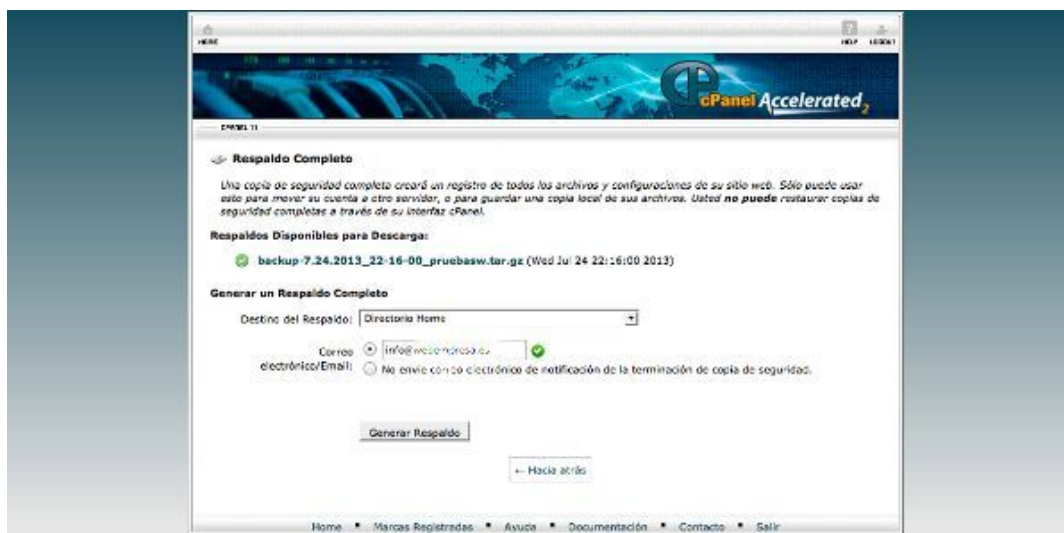 HOME
HELP LOGOUT
cPanel Accelerated2
CPANEL 11
Respaldo Completo
Una copia de seguridad completa creará un registro de todos los archivos y configuraciones de su sitio web. Sólo puede usar
esto para mover su cuenta a otro servidor, o para guardar una copia local de sus archivos. Usted no puede restaurar copias de
seguridad completas a través de su interfaz cPanel.
Respaldos Disponibles para Descarga:
backup-7.24.2013_22-16-00_pruebasw.tar.gz (Wed Jul 24 22:16:00 2013)
Generar un Respaldo Completo
Destino del Respaldo: Directorio Home
Correo info@webempresa.es
electrónico/Email: No envíe correo electrónico de notificación de la terminación de copia de seguridad.
Generar Respaldo
← Hacia atrás
Home ▪ Marcas Registradas ▪ Ayuda ▪ Documentación ▪ Contacto ▪ Salir